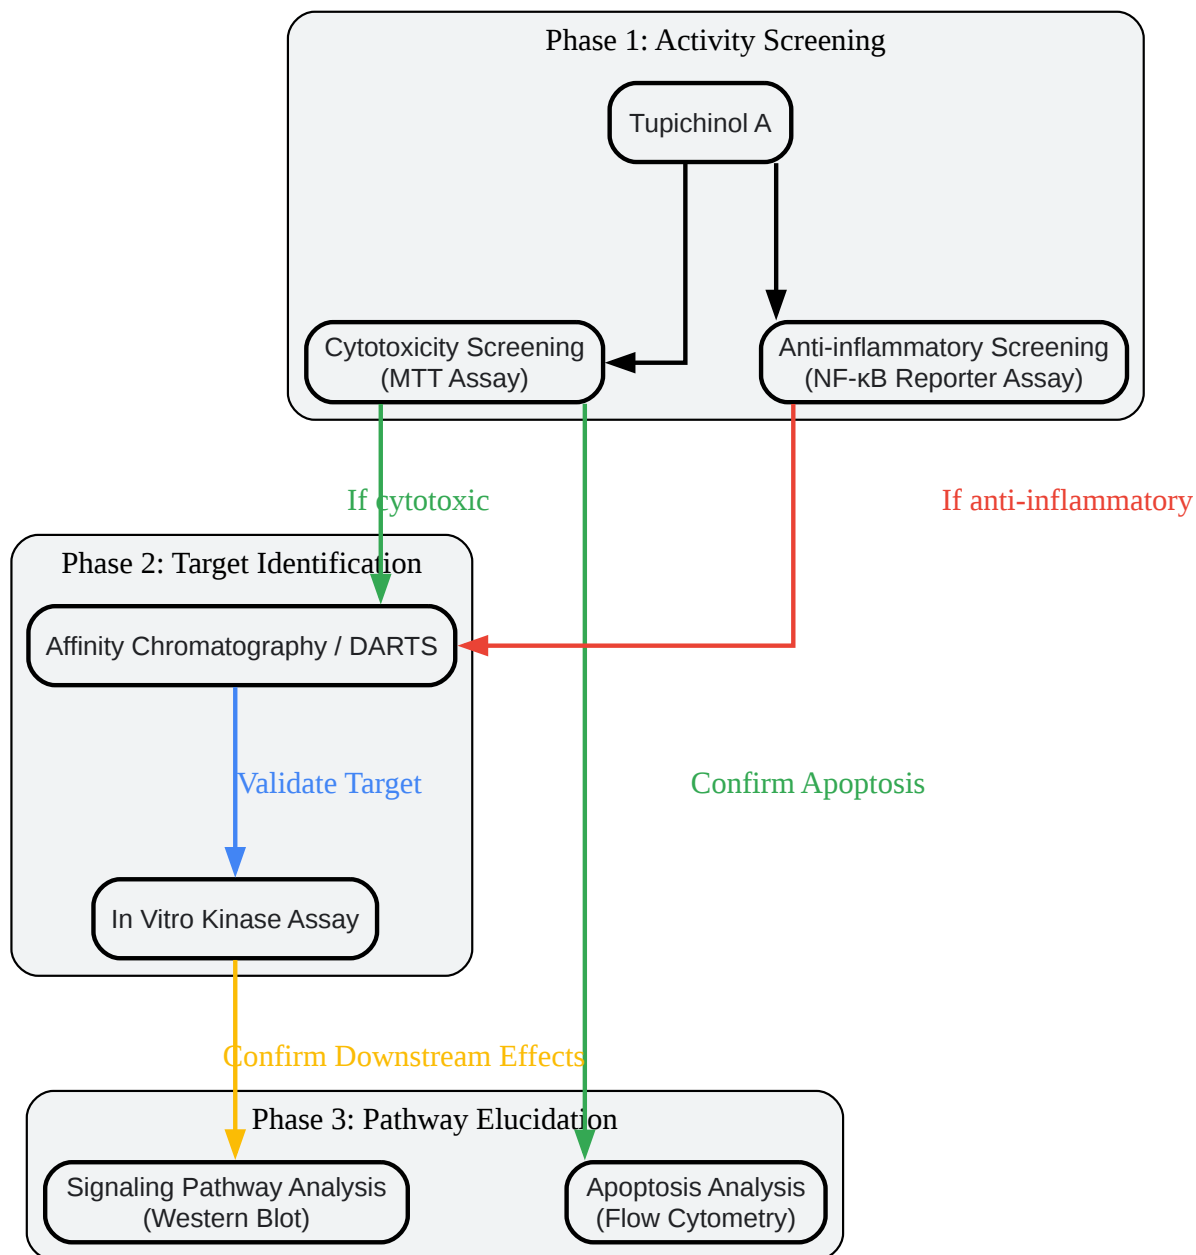 Phase 1: Activity Screening
Tupichinol A
Cytotoxicity Screening
(MTT Assay)
Anti-inflammatory Screening
(NF-κB Reporter Assay)
If cytotoxic
If anti-inflammatory
Phase 2: Target Identification
Affinity Chromatography / DARTS
Validate Target
Confirm Apoptosis
In Vitro Kinase Assay
Confirm Downstream Effects
Phase 3: Pathway Elucidation
Signaling Pathway Analysis
(Western Blot)
Apoptosis Analysis
(Flow Cytometry)